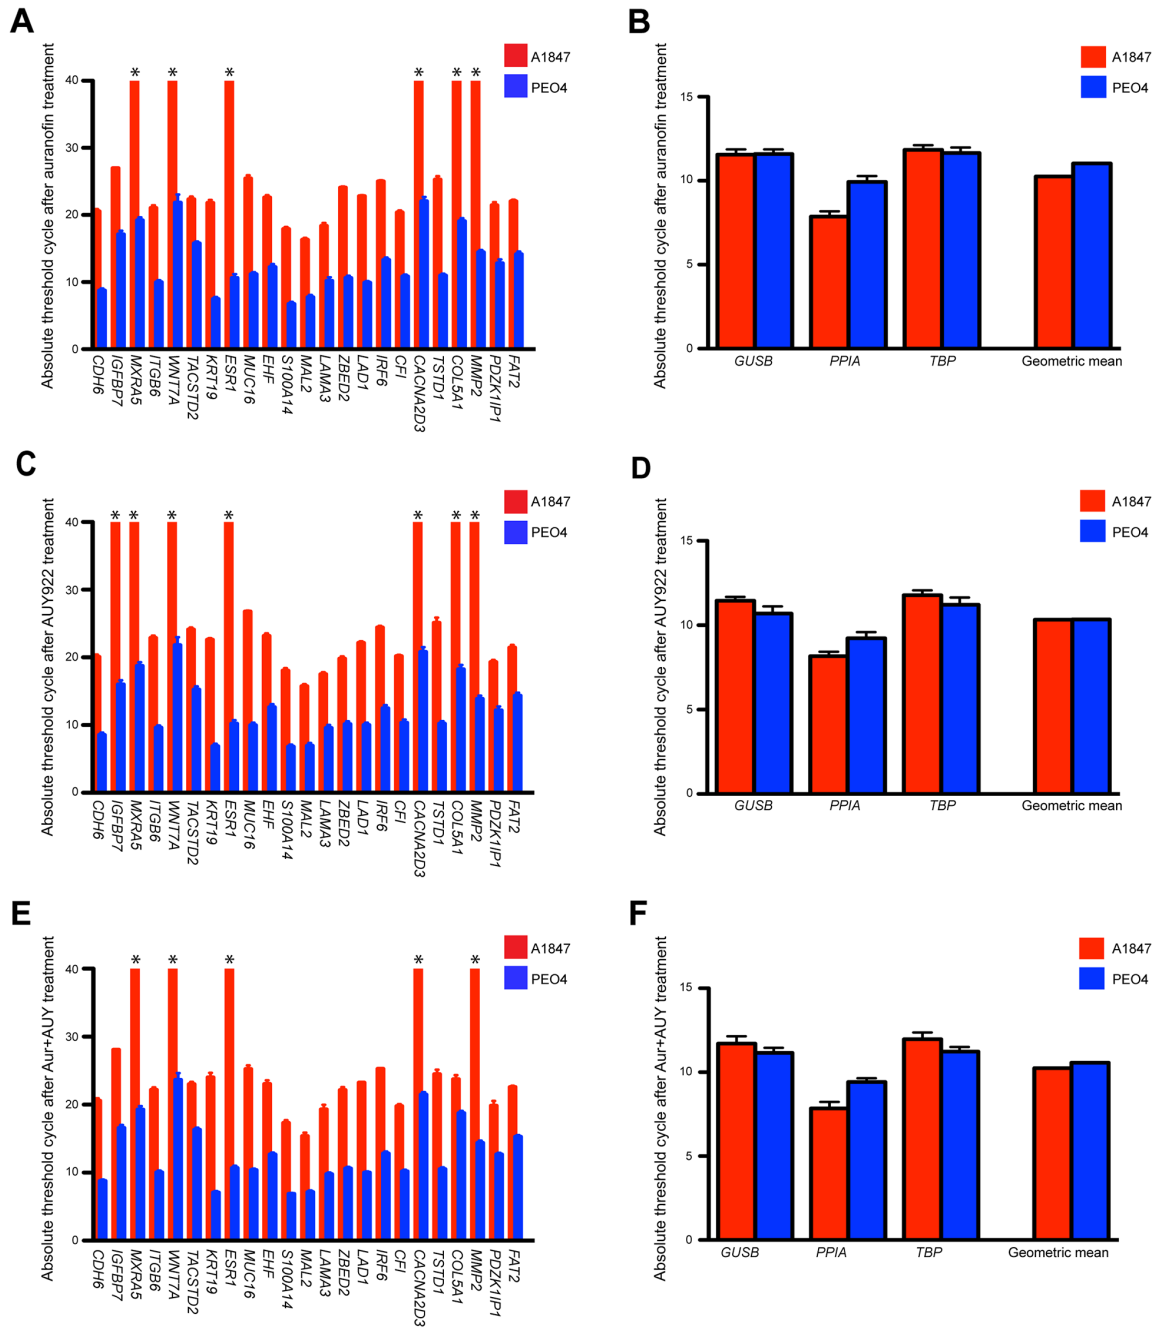 A
Absolute threshold cycle after auranofin treatment
A1847
PEO4
40
30
20
10
0
* * * * * *
CDH6
IGFBP7
MXRA5
ITGB6
WNT7A
TACSTD2
KRT19
ESR1
MUC16
EHF
S100A14
MAL2
LAMA3
ZBED2
LAD1
IRF6
CFI
CACNA2D3
TSTD1
COL5A1
MMP2
PDZK1IP1
FAT2
B
Absolute threshold cycle after auranofin treatment
A1847
PEO4
15
10
5
0
GUSB PPIA TBP Geometric mean
C
Absolute threshold cycle after AUY922 treatment
A1847
PEO4
40
30
20
10
0
* * * * * * *
CDH6
IGFBP7
MXRA5
ITGB6
WNT7A
TACSTD2
KRT19
ESR1
MUC16
EHF
S100A14
MAL2
LAMA3
ZBED2
LAD1
IRF6
CFI
CACNA2D3
TSTD1
COL5A1
MMP2
PDZK1IP1
FAT2
D
Absolute threshold cycle after AUY922 treatment
A1847
PEO4
15
10
5
0
GUSB PPIA TBP Geometric mean
E
Absolute threshold cycle after Aur+AUY treatment
A1847
PEO4
40
30
20
10
0
* * * * *
CDH6
IGFBP7
MXRA5
ITGB6
WNT7A
TACSTD2
KRT19
ESR1
MUC16
EHF
S100A14
MAL2
LAMA3
ZBED2
LAD1
IRF6
CFI
CACNA2D3
TSTD1
COL5A1
MMP2
PDZK1IP1
FAT2
F
Absolute threshold cycle after Aur+AUY treatment
A1847
PEO4
15
10
5
0
GUSB PPIA TBP Geometric mean